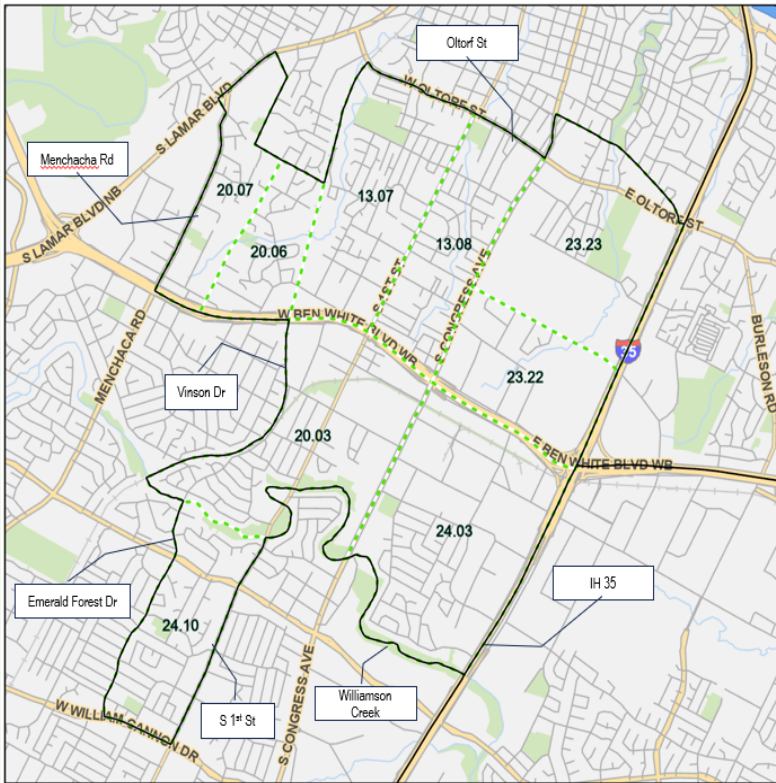 Oltorf St
W OLTORF ST
S LAMAR BLVD
Menchacha Rd
20.07
13.07
S LAMAR BLVD NB
20.06
13.08
23.23
E OLTORF ST
S 1ST ST
S CONGRESS AVE
W BEN WHITE BLVD WB
MENCHACA RD
35
BURLESON RD
Vinson Dr
23.22
20.03
E BEN WHITE BLVD WB
24.03
Emerald Forest Dr
IH 35
24.10
S 1st St
S CONGRESS AVE
Williamson
Creek
W WILLIAM CANNON DR